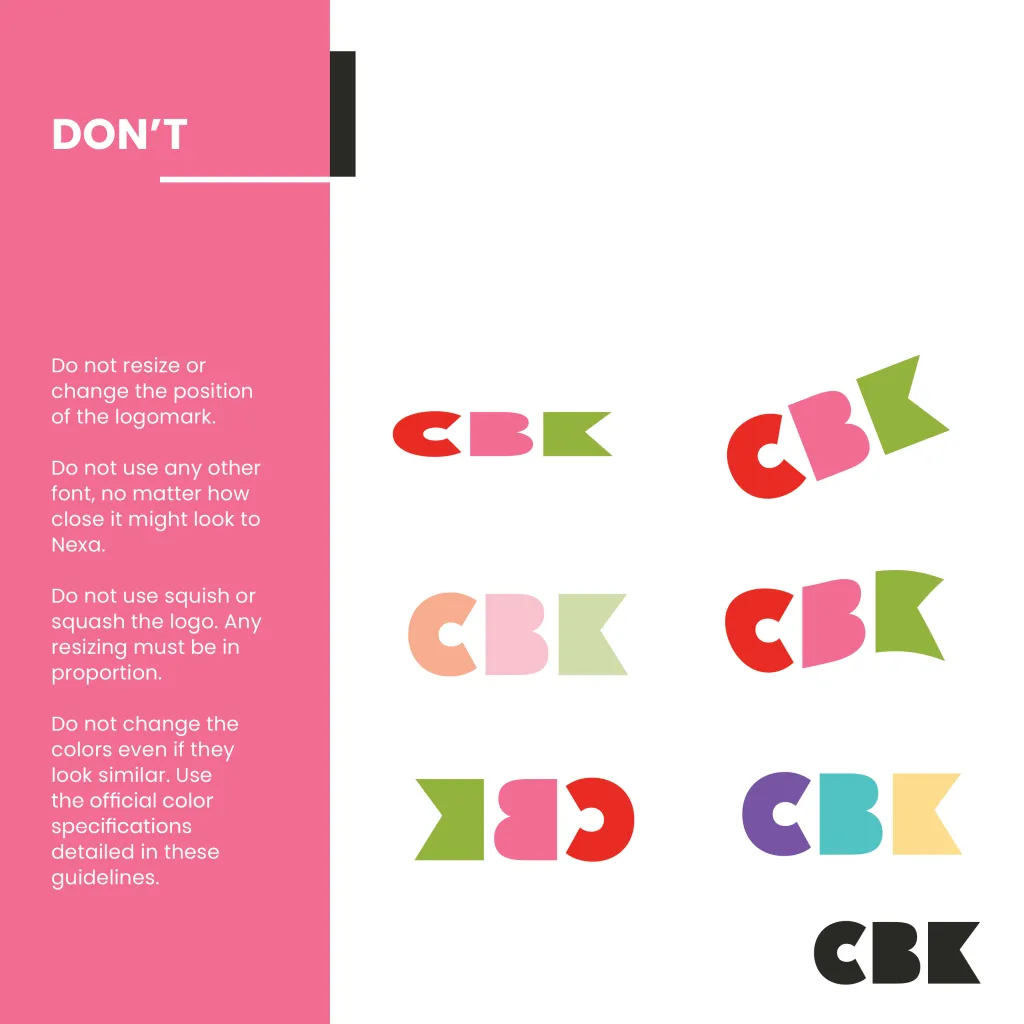 DON’T
Do not resize or
change the position
of the logomark.
Do not use any other
font, no matter how
close it might look to
Nexa.
Do not use squish or
squash the logo. Any
resizing must be in
proportion.
Do not change the
colors even if they
look similar. Use
the official color
specifications
detailed in these
guidelines.
CBK
CBK
CBK
CBK
CBK
CBK
CBK